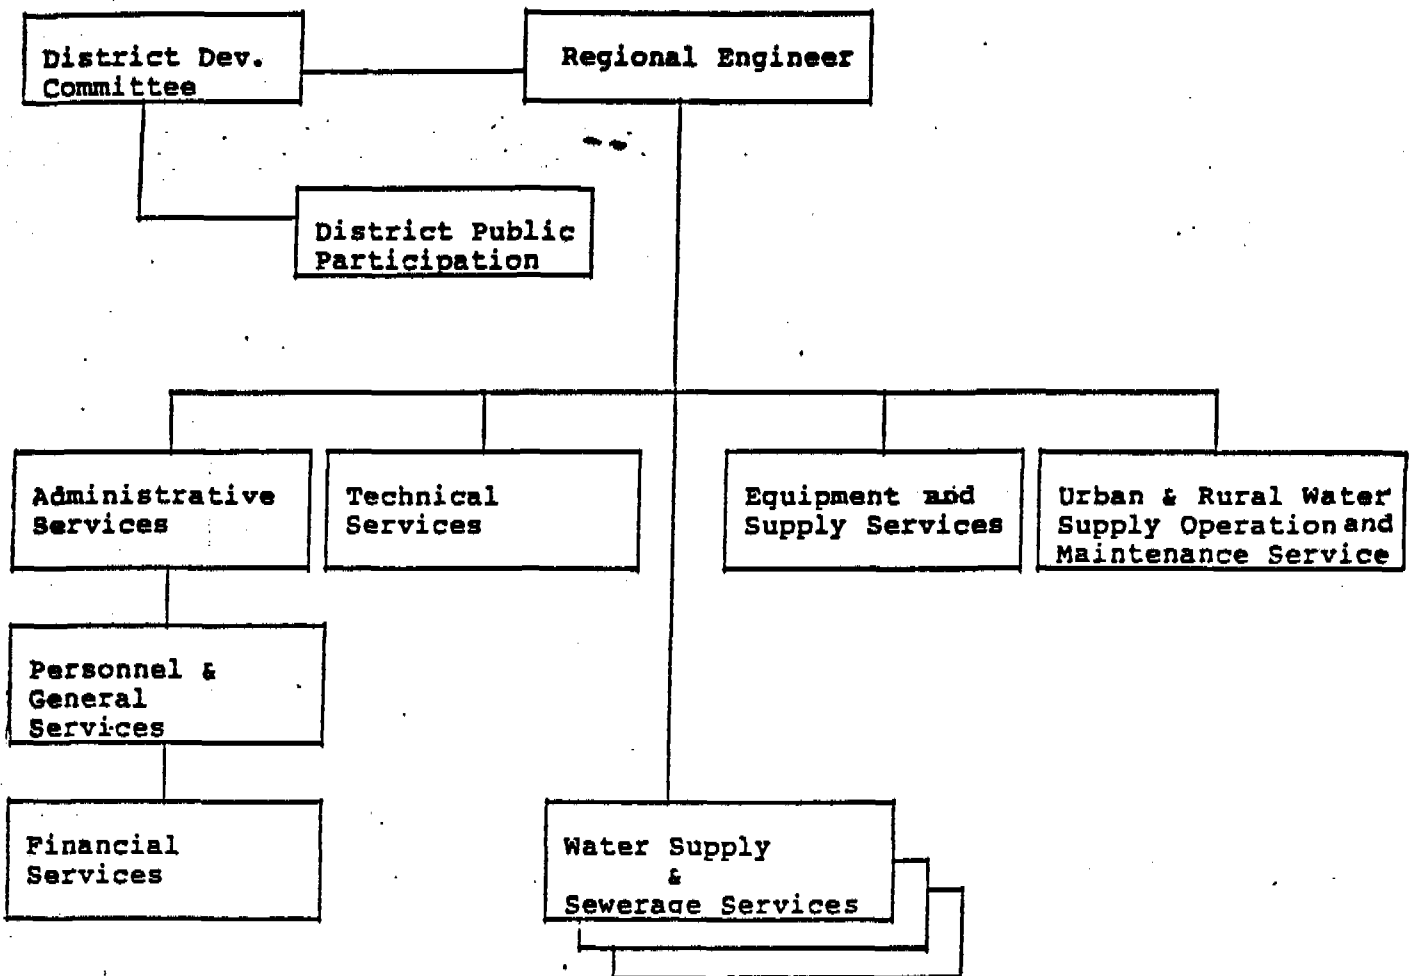 District Dev.
Committee
Regional Engineer
District Public
Participation
Administrative
Services
Technical
Services
Equipment and
Supply Services
Urban & Rural Water
Supply Operation and
Maintenance Service
Personnel &
General
Services
Financial
Services
Water Supply
&
Sewerage Services